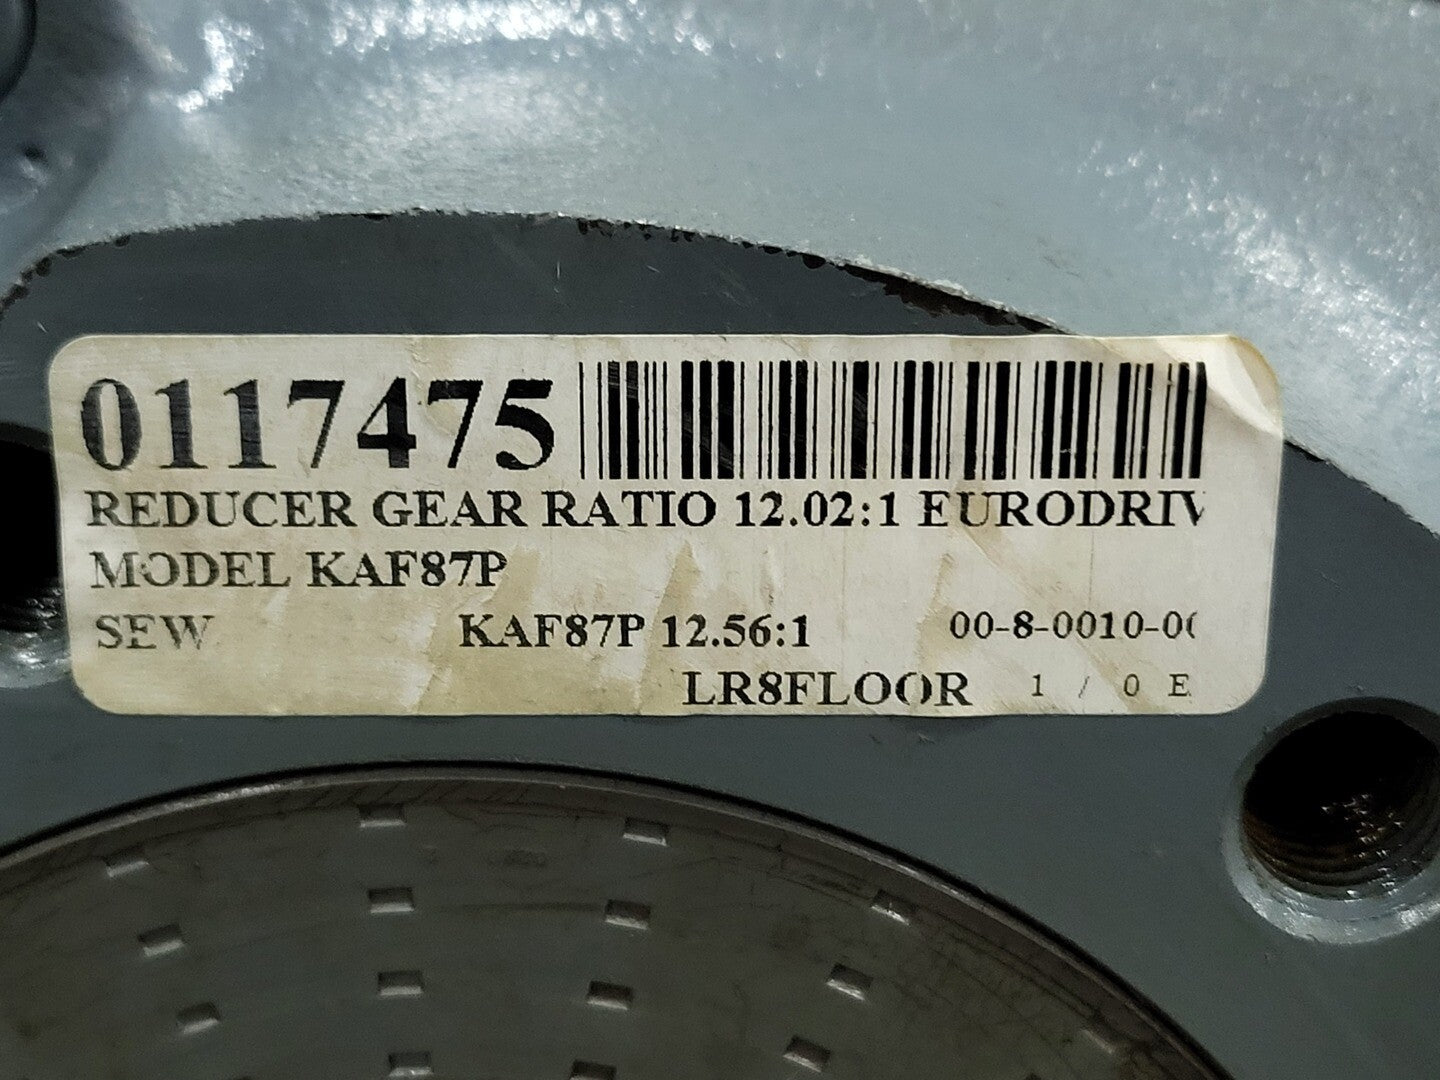 0117475
REDUCER GEAR RATIO 12.02:1 EURODRIV
MODEL KAF87P
SEW KAF87P 12.56:1 00-8-0010-0
LR8FLOOR 1 / 0 E